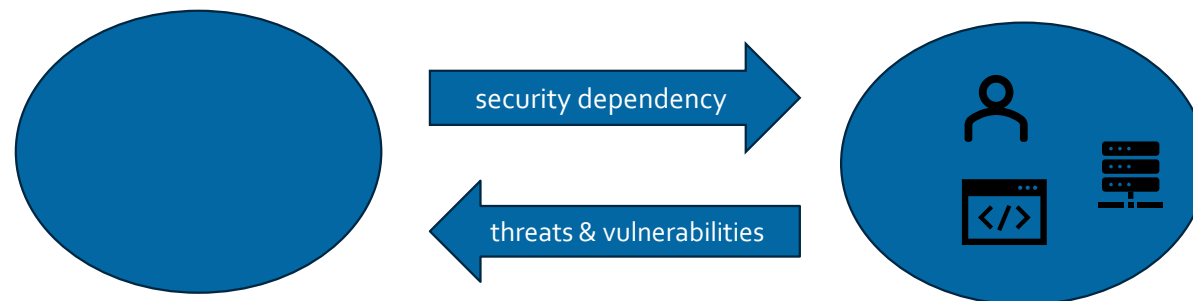 security dependency
threats & vulnerabilities
</>